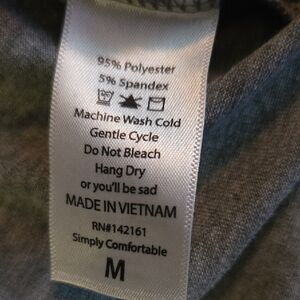 95% Polyester
5% Spandex
Machine Wash Cold
Gentle Cycle
Do Not Bleach
Hang Dry
or you'll be sad
MADE IN VIETNAM
RN#142161
Simply Comfortable
M